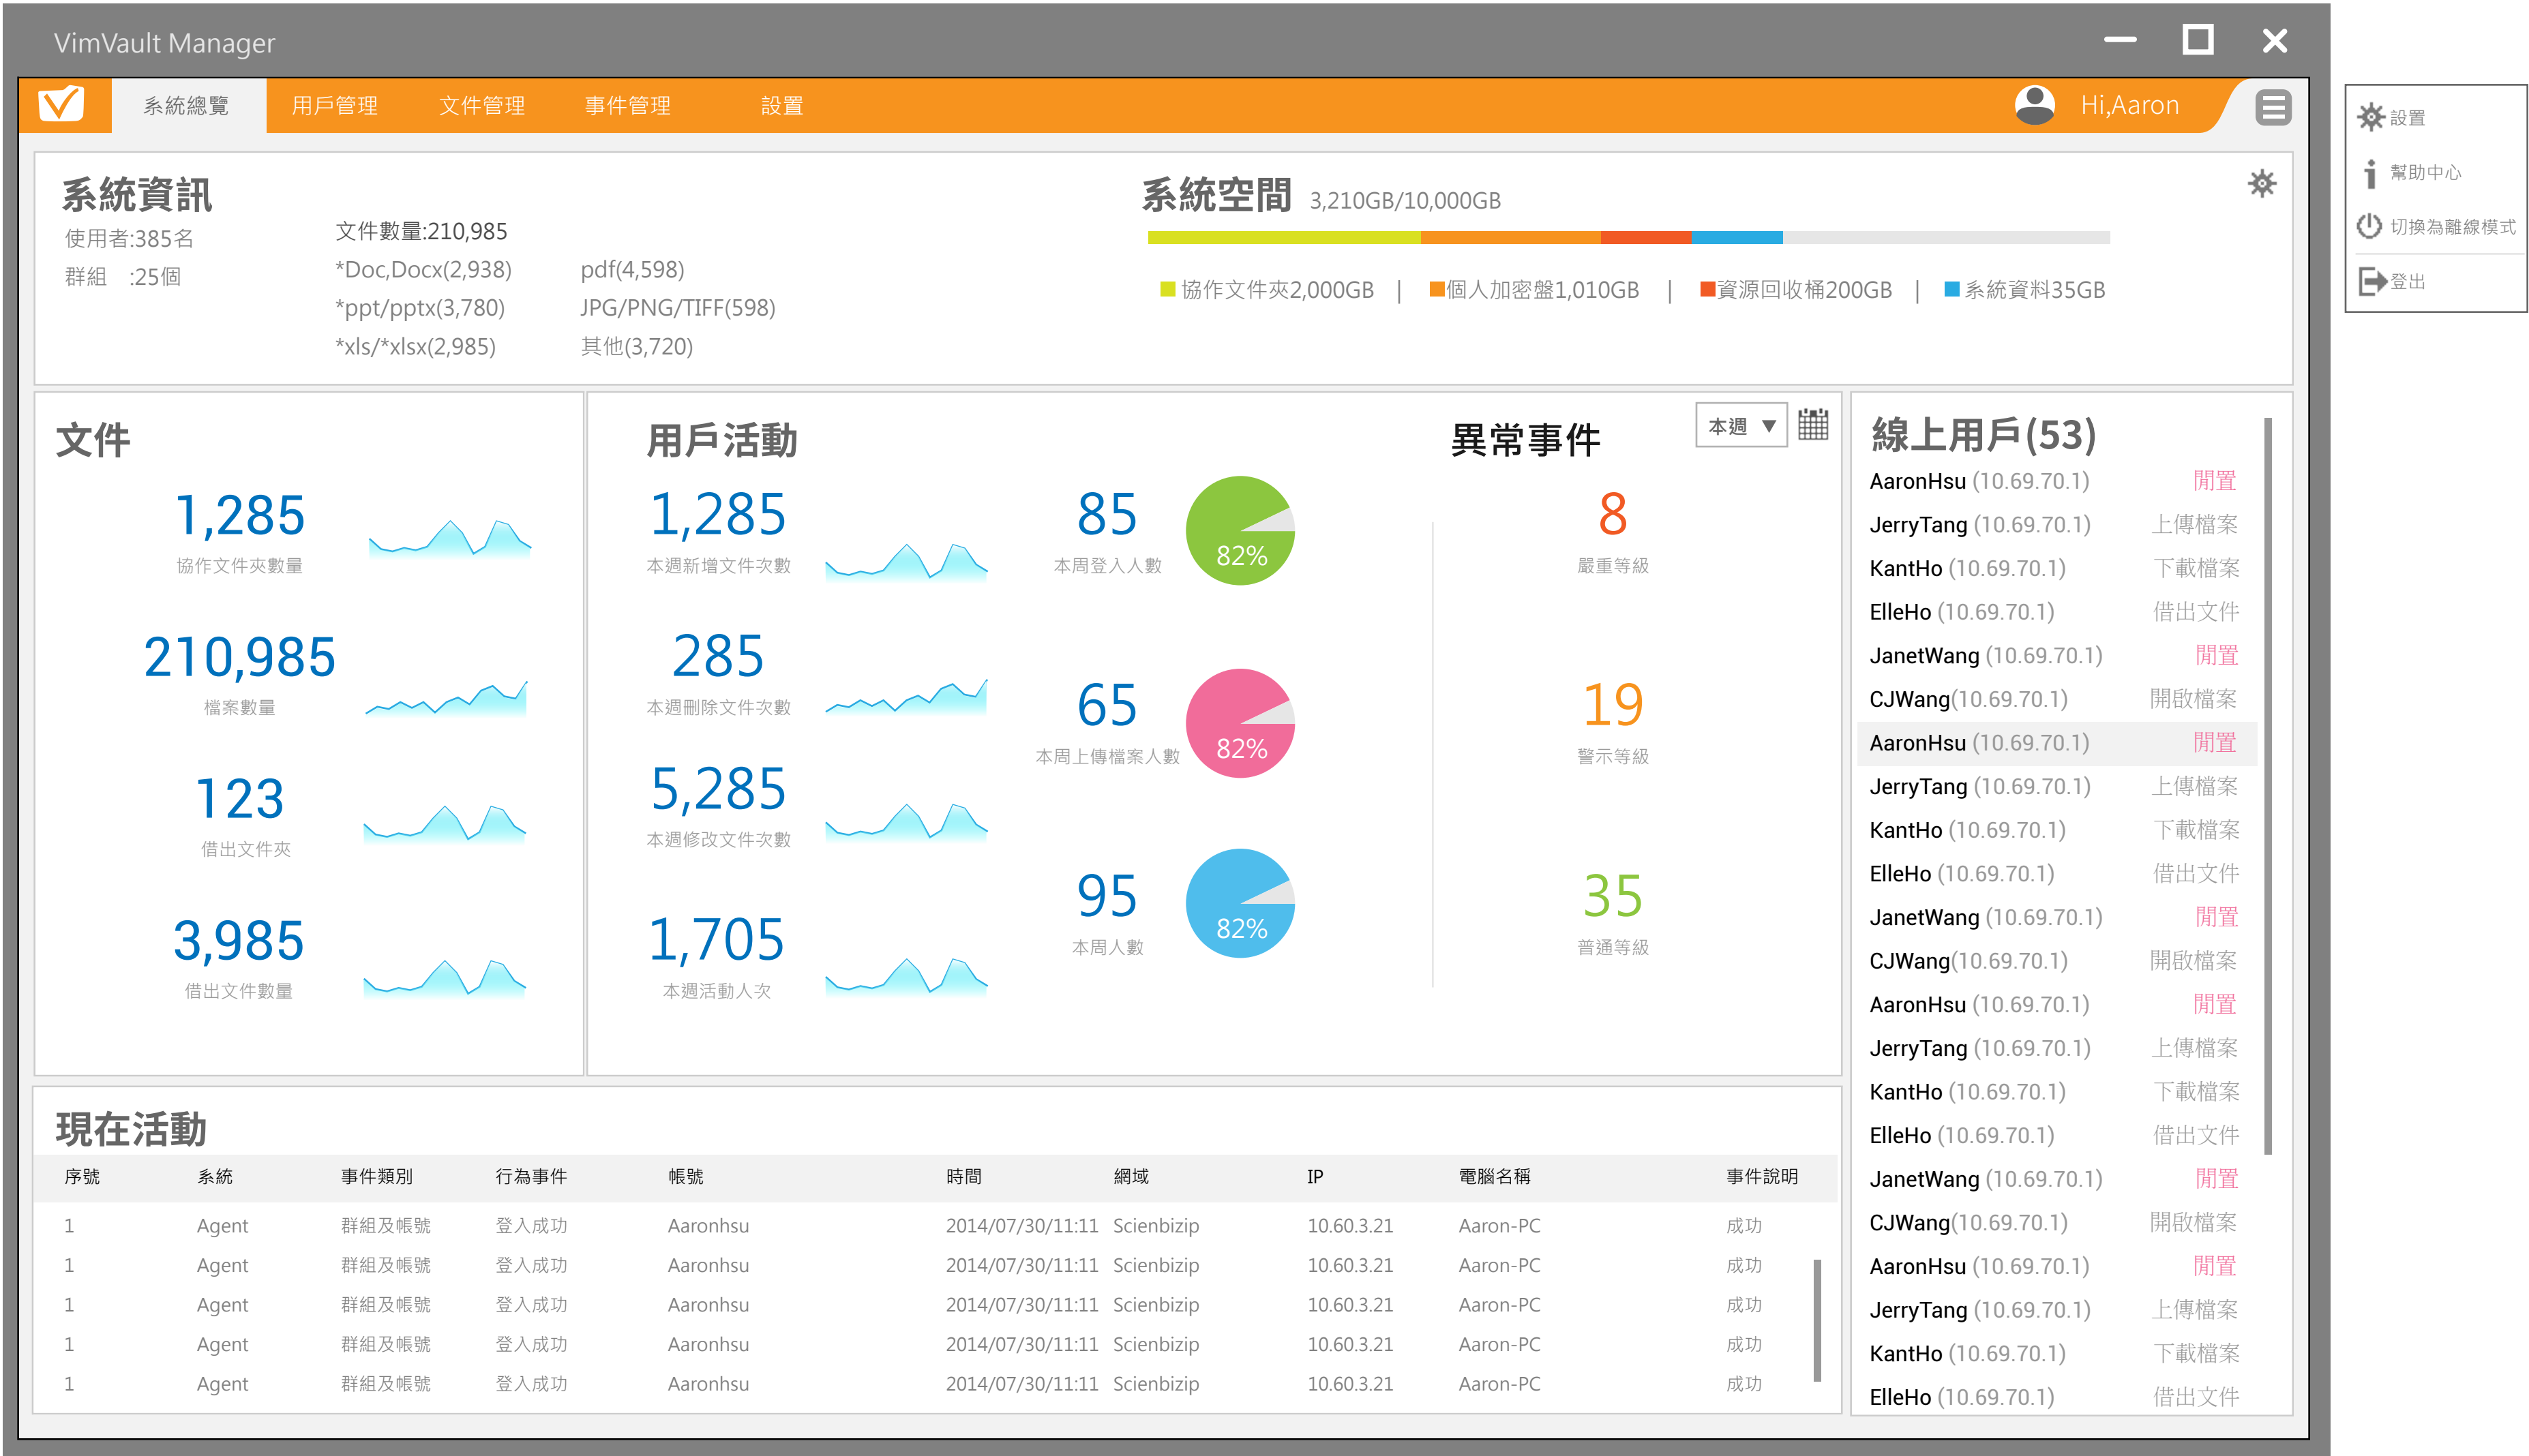 VimVault Manager
系統總覽 用戶管理 文件管理 事件管理 設置 Hi,Aaron
設置
幫助中心
切換為離線模式
登出
系統資訊
使用者:385名
群組 :25個
文件數量:210,985
*Doc,Docx(2,938) pdf(4,598)
*ppt/pptx(3,780) JPG/PNG/TIFF(598)
*xls/*xlsx(2,985) 其他(3,720)
系統空間 3,210GB/10,000GB
協作文件夾2,000GB | 個人加密盤1,010GB | 資源回收桶200GB | 系統資料35GB
文件
1,285
協作文件夾數量
210,985
檔案數量
123
借出文件夾
3,985
借出文件數量
用戶活動
1,285
本週新增文件次數
285
本週刪除文件次數
5,285
本週修改文件次數
1,705
本週活動人次
85
本周登入人數
82%
65
本周上傳檔案人數
82%
95
本周人數
82%
異常事件
本週 ▼
8
嚴重等級
19
警示等級
35
普通等級
線上用戶(53)
AaronHsu (10.69.70.1) 閒置
JerryTang (10.69.70.1) 上傳檔案
KantHo (10.69.70.1) 下載檔案
ElleHo (10.69.70.1) 借出文件
JanetWang (10.69.70.1) 閒置
CJWang(10.69.70.1) 開啟檔案
AaronHsu (10.69.70.1) 閒置
JerryTang (10.69.70.1) 上傳檔案
KantHo (10.69.70.1) 下載檔案
ElleHo (10.69.70.1) 借出文件
JanetWang (10.69.70.1) 閒置
CJWang(10.69.70.1) 開啟檔案
AaronHsu (10.69.70.1) 閒置
JerryTang (10.69.70.1) 上傳檔案
KantHo (10.69.70.1) 下載檔案
ElleHo (10.69.70.1) 借出文件
JanetWang (10.69.70.1) 閒置
CJWang(10.69.70.1) 開啟檔案
AaronHsu (10.69.70.1) 閒置
JerryTang (10.69.70.1) 上傳檔案
KantHo (10.69.70.1) 下載檔案
ElleHo (10.69.70.1) 借出文件
現在活動
序號 系統 事件類別 行為事件 帳號 時間 網域 IP 電腦名稱 事件說明
1 Agent 群組及帳號 登入成功 Aaronhsu 2014/07/30/11:11 Scienbizip 10.60.3.21 Aaron-PC 成功
1 Agent 群組及帳號 登入成功 Aaronhsu 2014/07/30/11:11 Scienbizip 10.60.3.21 Aaron-PC 成功
1 Agent 群組及帳號 登入成功 Aaronhsu 2014/07/30/11:11 Scienbizip 10.60.3.21 Aaron-PC 成功
1 Agent 群組及帳號 登入成功 Aaronhsu 2014/07/30/11:11 Scienbizip 10.60.3.21 Aaron-PC 成功
1 Agent 群組及帳號 登入成功 Aaronhsu 2014/07/30/11:11 Scienbizip 10.60.3.21 Aaron-PC 成功